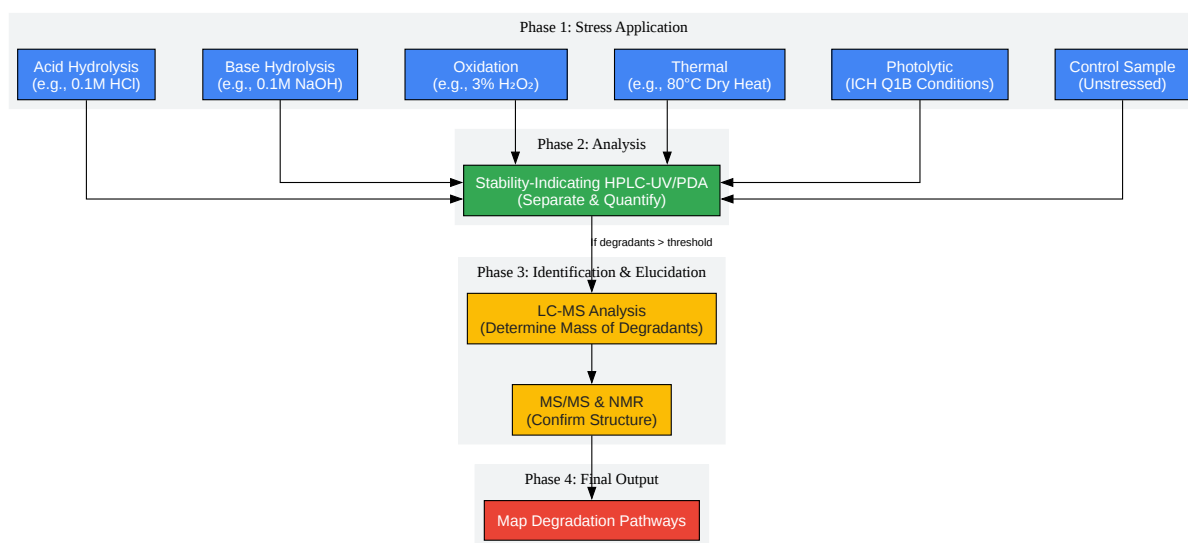 Phase 1: Stress Application
Acid Hydrolysis
(e.g., 0.1M HCl)
Base Hydrolysis
(e.g., 0.1M NaOH)
Oxidation
(e.g., 3% H₂O₂)
Thermal
(e.g., 80°C Dry Heat)
Photolytic
(ICH Q1B Conditions)
Control Sample
(Unstressed)
Phase 2: Analysis
Stability-Indicating HPLC-UV/PDA
(Separate & Quantify)
If degradants > threshold
Phase 3: Identification & Elucidation
LC-MS Analysis
(Determine Mass of Degradants)
MS/MS & NMR
(Confirm Structure)
Phase 4: Final Output
Map Degradation Pathways